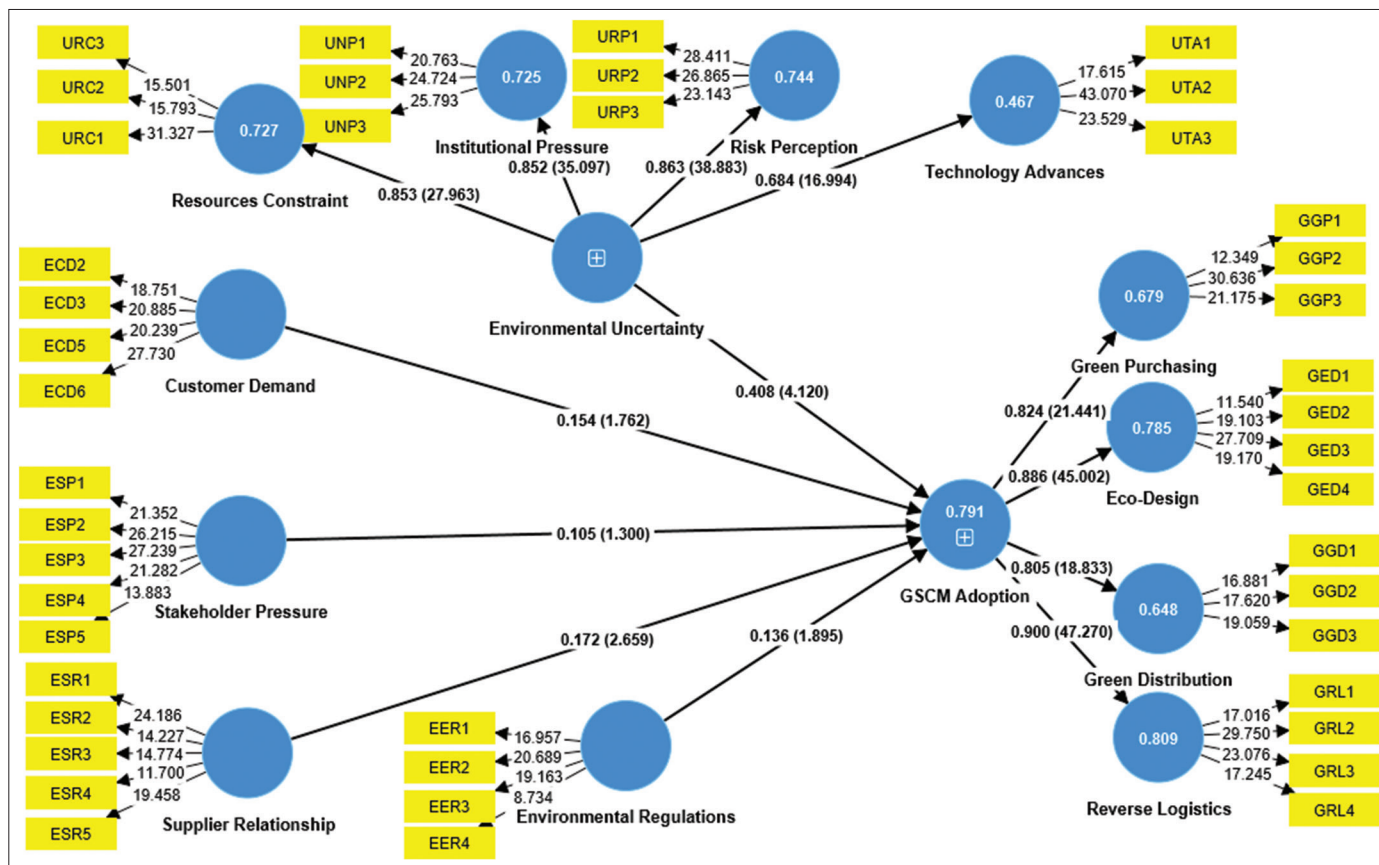 URC3
URC2
URC1
15.501
15.793
31.327
0.727
Resources Constraint
UNP1
UNP2
UNP3
20.763
24.724
25.793
0.725
Institutional Pressure
URP1
URP2
URP3
28.411
26.865
23.143
0.744
Risk Perception
0.467
Technology Advances
17.615
43.070
23.529
UTA1
UTA2
UTA3
0.853 (27.963)
0.852 (35.097)
0.863 (38.883)
0.684 (16.994)
Environmental Uncertainty
ECD2
ECD3
ECD5
ECD6
18.751
20.885
20.239
27.730
Customer Demand
0.408 (4.120)
0.154 (1.762)
ESP1
ESP2
ESP3
ESP4
ESP5
21.352
26.215
27.239
21.282
13.883
Stakeholder Pressure
0.105 (1.300)
ESR1
ESR2
ESR3
ESR4
ESR5
24.186
14.227
14.774
11.700
19.458
Supplier Relationship
0.172 (2.659)
EER1
EER2
EER3
EER4
16.957
20.689
19.163
8.734
Environmental Regulations
0.136 (1.895)
0.791
GSCM Adoption
0.679
Green Purchasing
12.349
30.636
21.175
GGP1
GGP2
GGP3
0.824 (21.441)
0.785
Eco-Design
11.540
19.103
27.709
19.170
GED1
GED2
GED3
GED4
0.886 (45.002)
0.805 (18.833)
0.648
Green Distribution
16.881
17.620
19.059
GGD1
GGD2
GGD3
0.900 (47.270)
0.809
Reverse Logistics
17.016
29.750
23.076
17.245
GRL1
GRL2
GRL3
GRL4